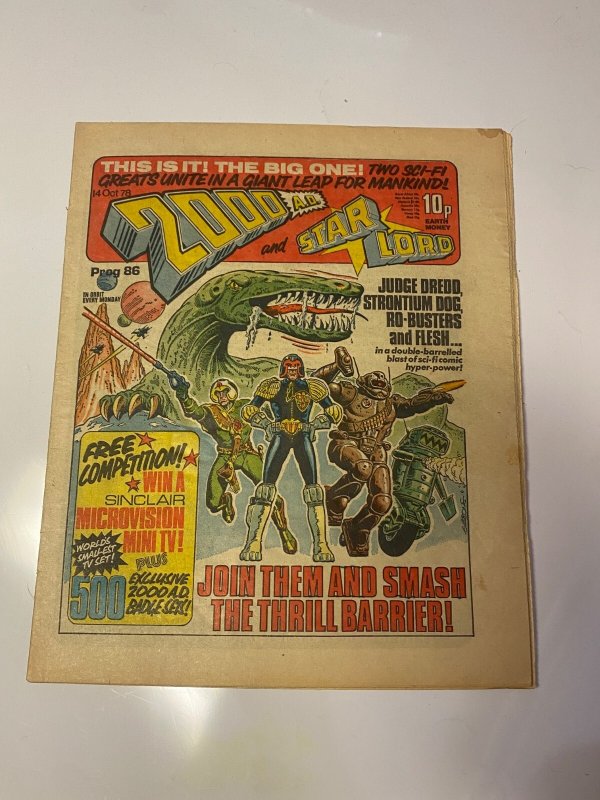 THIS IS IT! THE BIG ONE! TWO SCI-FI
GREATS UNITE IN A GIANT LEAP FOR MANKIND!
14 Oct 78
2000 A.D.
and STAR LORD
10p
EARTH
MONEY
Prog 86
IN ORBIT
EVERY MONDAY
JUDGE DREDD,
STRONTIUM DOG,
RO-BUSTERS
and FLESH...
in a double-barrelled
blast of sci-fi comic
hyper-power!
FREE
COMPETITION!
WIN A
SINCLAIR
MICROVISION
MINI TV!
WORLD'S
SMALLEST
TV SET!
PLUS
500 EXCLUSIVE
2000 A.D.
BADGE SETS!
JOIN THEM AND SMASH
THE THRILL BARRIER!